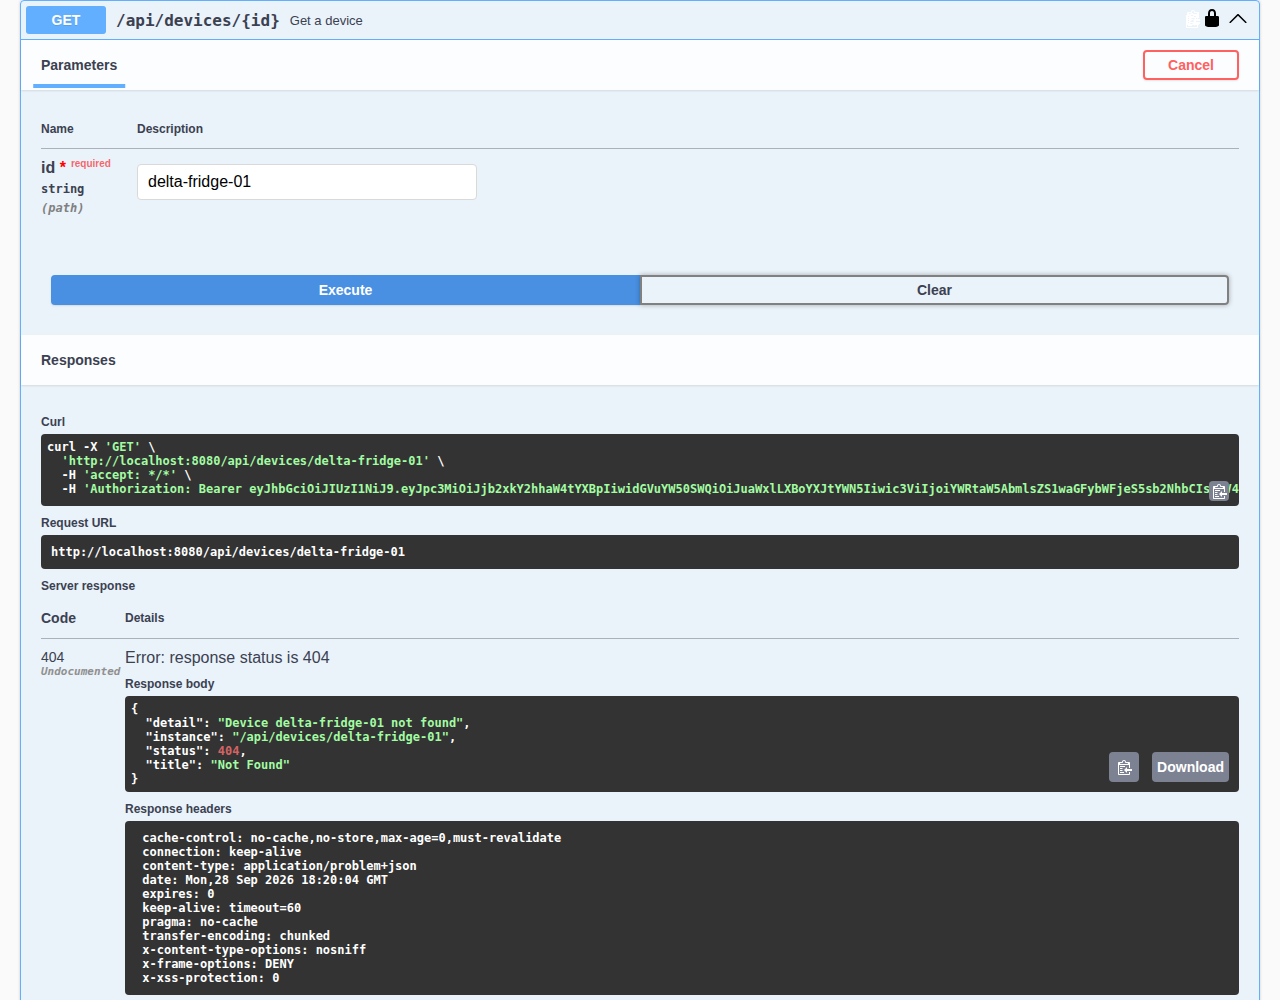 GET /api/devices/{id} Get a device
Parameters
Cancel
Name Description
id * required
string
(path)
delta-fridge-01
Execute Clear
Responses
Curl
curl -X 'GET' \
'http://localhost:8080/api/devices/delta-fridge-01' \
-H 'accept: */*' \
-H 'Authorization: Bearer
Request URL
http://localhost:8080/api/devices/delta-fridge-01
Server response
Code Details
404 Error: response status is 404
Undocumented
Response body
{
"detail": "Device delta-fridge-01 not found",
"instance": "/api/devices/delta-fridge-01",
"status": 404,
"title": "Not Found"
}
Download
Response headers
cache-control: no-cache,no-store,max-age=0,must-revalidate
connection: keep-alive
content-type: application/problem+json
date: Mon,28 Sep 2026 18:20:04 GMT
expires: 0
keep-alive: timeout=60
pragma: no-cache
transfer-encoding: chunked
x-content-type-options: nosniff
x-frame-options: DENY
x-xss-protection: 0